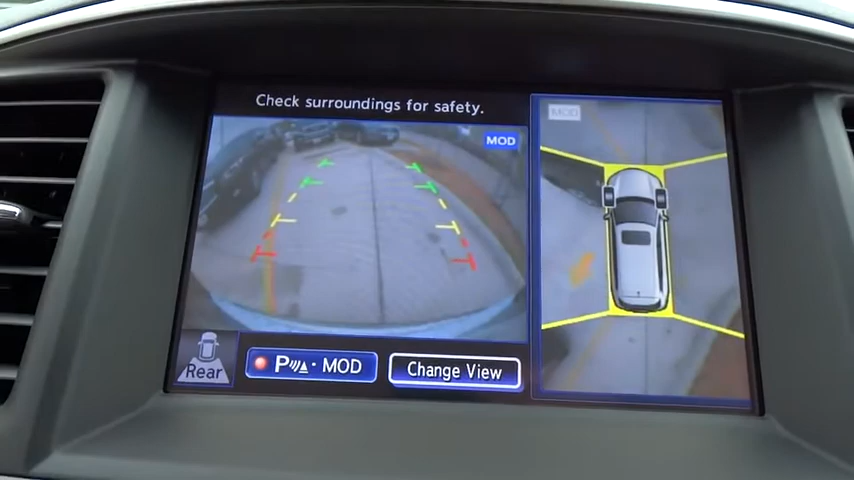 Check surroundings for safety.
MOD
MOD
Rear
P · MOD
Change View